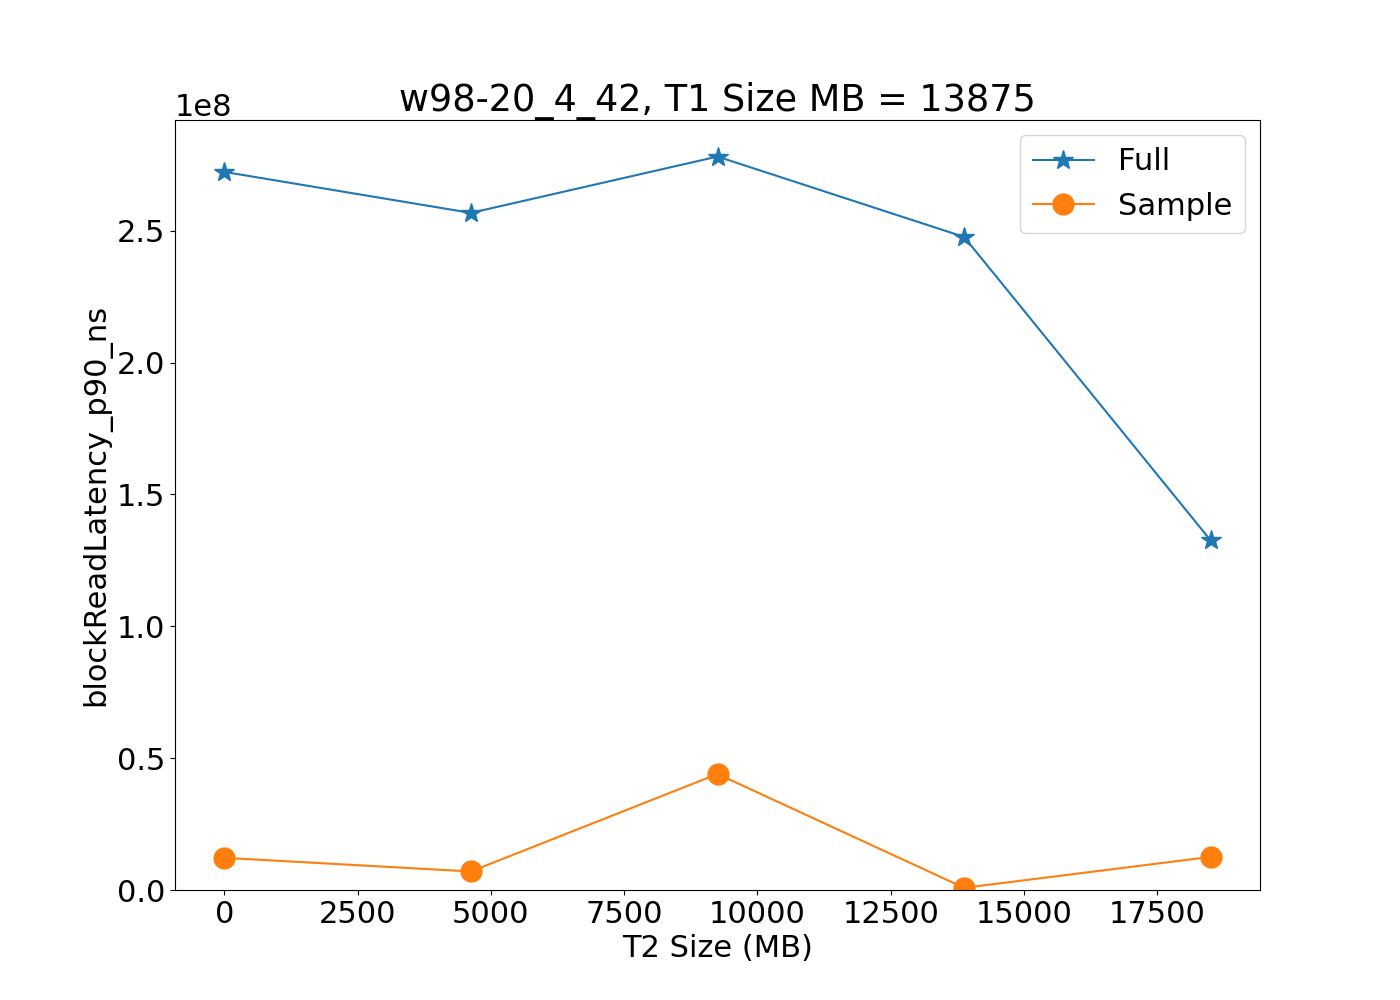 w98-20_4_42, T1 Size MB = 13875
1e8
Full
Sample
2.5
2.0
1.5
1.0
0.5
0.0
blockReadLatency_p90_ns
0 2500 5000 7500 10000 12500 15000 17500
T2 Size (MB)